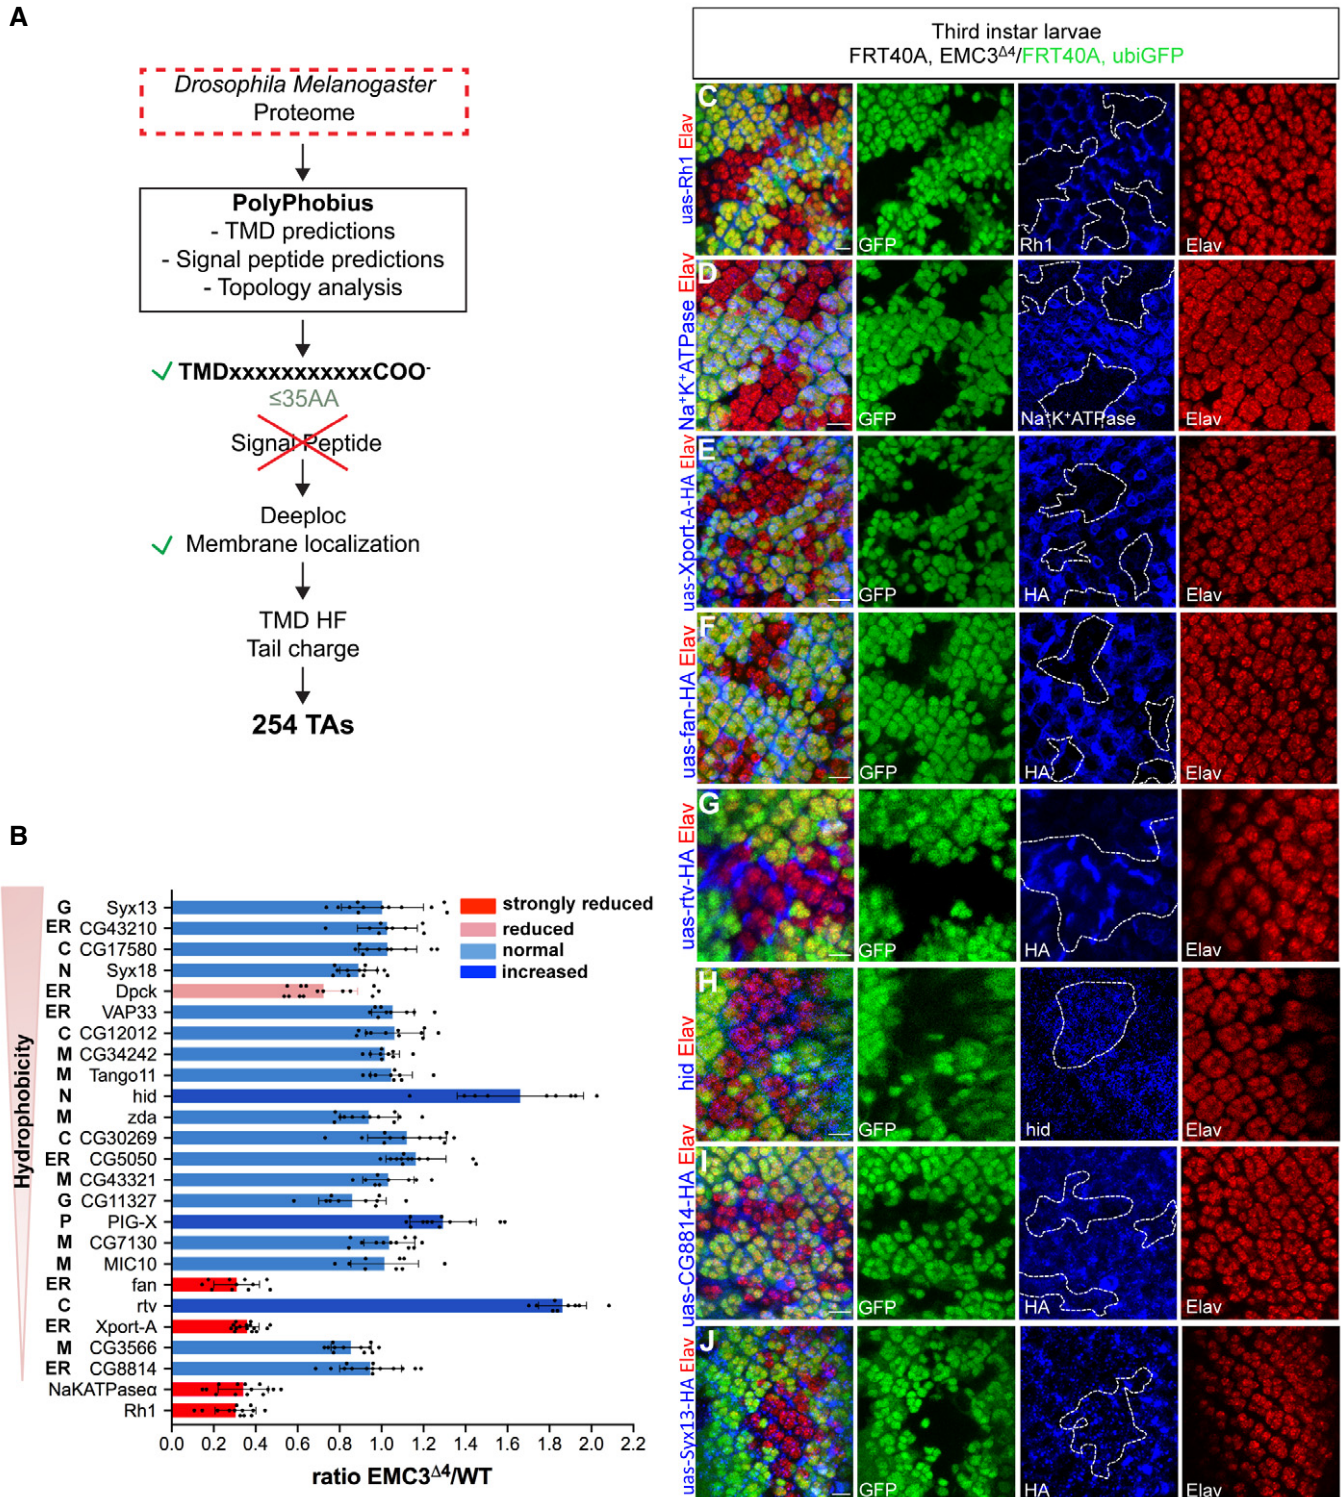 A
Drosophila Melanogaster
Proteome
PolyPhobius
- TMD predictions
- Signal peptide predictions
- Topology analysis
TMDxxxxxxxxxxxCOO-
≤35AA
Signal Peptide
Deeploc
Membrane localization
TMD HF
Tail charge
254 TAs
B
Hydrophobicity
G Syx13
ER CG43210
C CG17580
N Syx18
ER Dpck
ER VAP33
C CG12012
M CG34242
M Tango11
N hid
M zda
C CG30269
ER CG5050
M CG43321
G CG11327
P PIG-X
M CG7130
M MIC10
ER fan
C rtv
ER Xport-A
M CG3566
ER CG8814
NaKATPaseα
Rh1
strongly reduced
reduced
normal
increased
0.0 0.2 0.4 0.6 0.8 1.0 1.2 1.4 1.6 1.8 2.0 2.2
ratio EMC3Δ4/WT
Third instar larvae
FRT40A, EMC3Δ4/FRT40A, ubiGFP
C
uas-Rh1 Elav
GFP
Rh1
Elav
D
Na+K+ATPase Elav
GFP
Na+K+ATPase
Elav
E
uas-Xport-A-HA Elav
GFP
HA
Elav
F
uas-fan-HA Elav
GFP
HA
Elav
G
uas-rtv-HA Elav
GFP
HA
Elav
H
hid Elav
GFP
hid
Elav
I
uas-CG8814-HA Elav
GFP
HA
Elav
J
uas-Syx13-HA Elav
GFP
HA
Elav